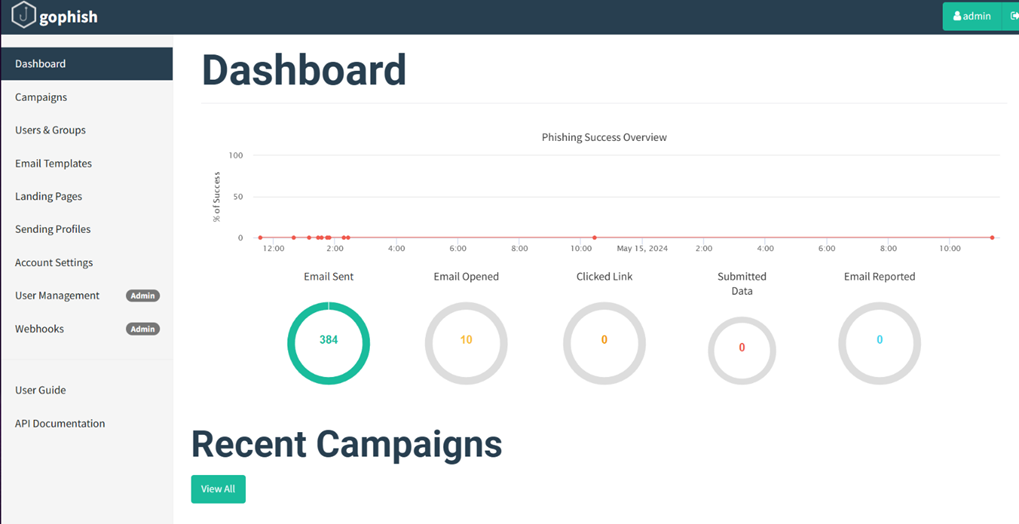 gophish
admin
Dashboard
Campaigns
Users & Groups
Email Templates
Landing Pages
Sending Profiles
Account Settings
User Management Admin
Webhooks Admin
User Guide
API Documentation
Dashboard
Phishing Success Overview
% of Success
100
50
0
12:00 2:00 4:00 6:00 8:00 10:00 May 15, 2024 2:00 4:00 6:00 8:00 10:00
Email Sent Email Opened Clicked Link Submitted Data Email Reported
384 10 0 0 0
Recent Campaigns
View All